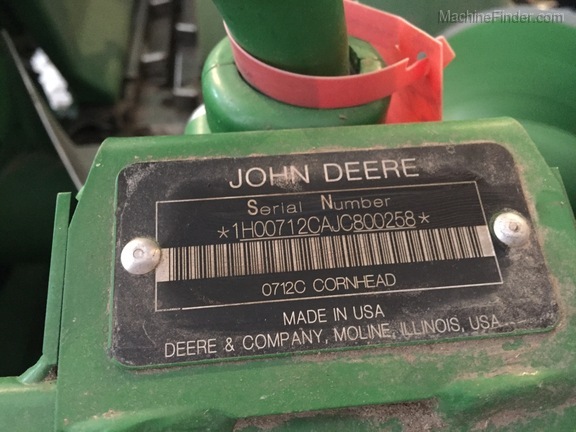 MachineFinder.com
JOHN DEERE
Serial Number
*1H00712CAJC800258*
0712C CORNHEAD
MADE IN USA
DEERE & COMPANY, MOLINE, ILLINOIS, USA